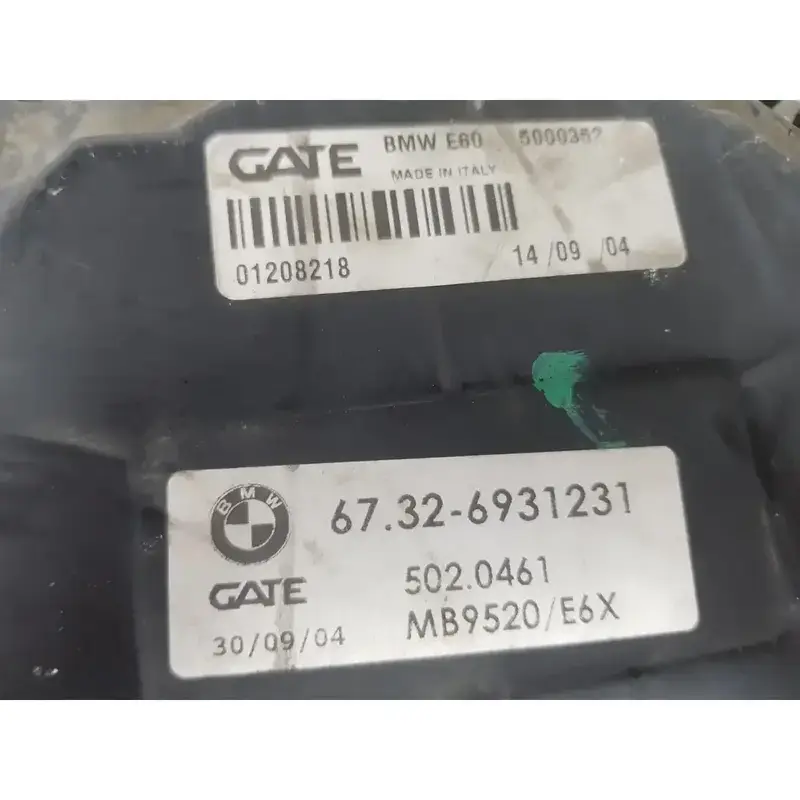 GATE BMW E60 5000352
MADE IN ITALY
01208218 14/09/04
BMW 67.32-6931231
GATE 502.0461
30/09/04 MB9520/E6X